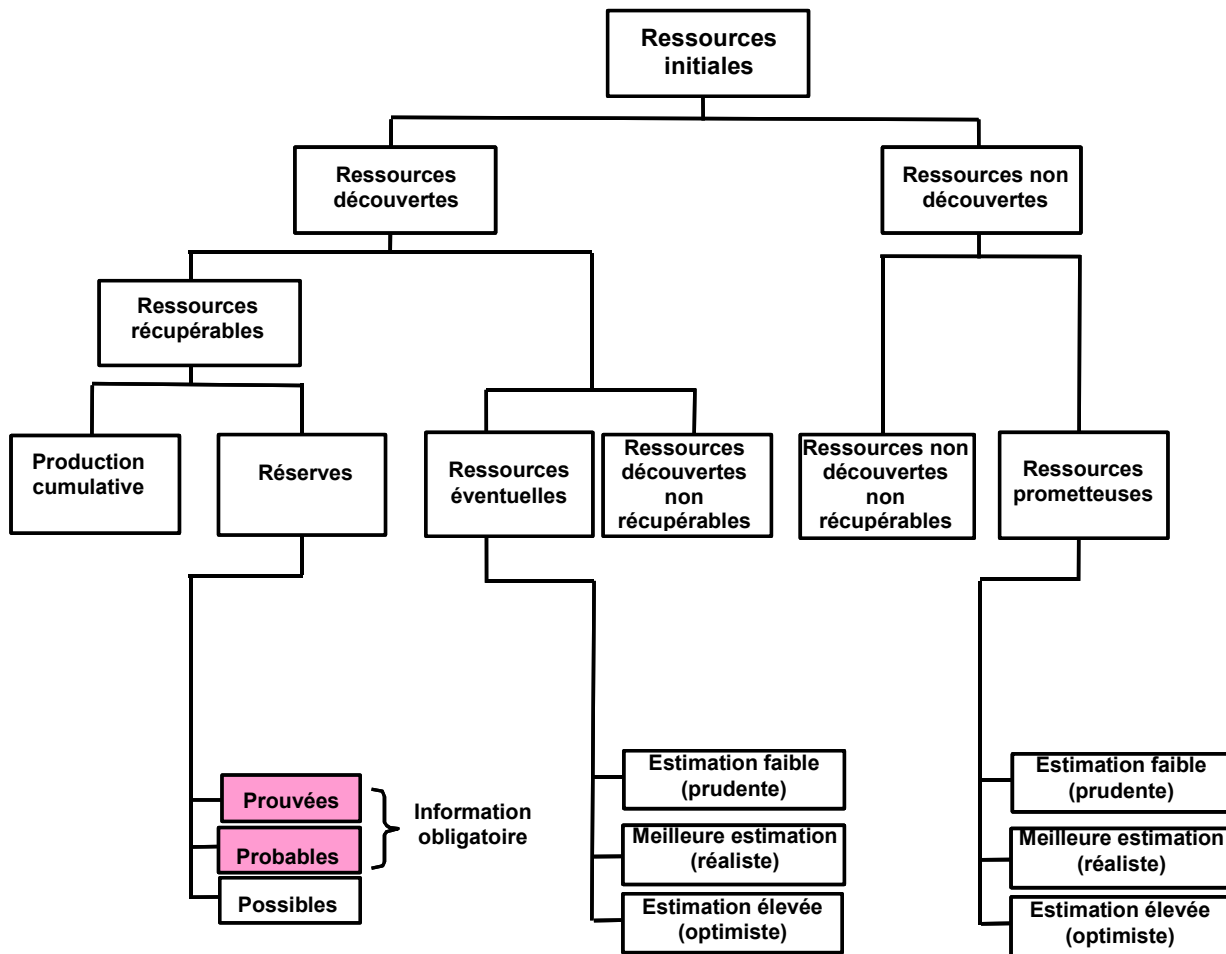 Ressources
initiales
Ressources
découvertes
Ressources non
découvertes
Ressources
récupérables
Production
cumulative
Réserves
Ressources
éventuelles
Ressources
découvertes
non
récupérables
Ressources non
découvertes
non
récupérables
Ressources
prometteuses
Prouvées
Probables
Possibles
Information
obligatoire
Estimation faible
(prudente)
Meilleure estimation
(réaliste)
Estimation élevée
(optimiste)
Estimation faible
(prudente)
Meilleure estimation
(réaliste)
Estimation élevée
(optimiste)